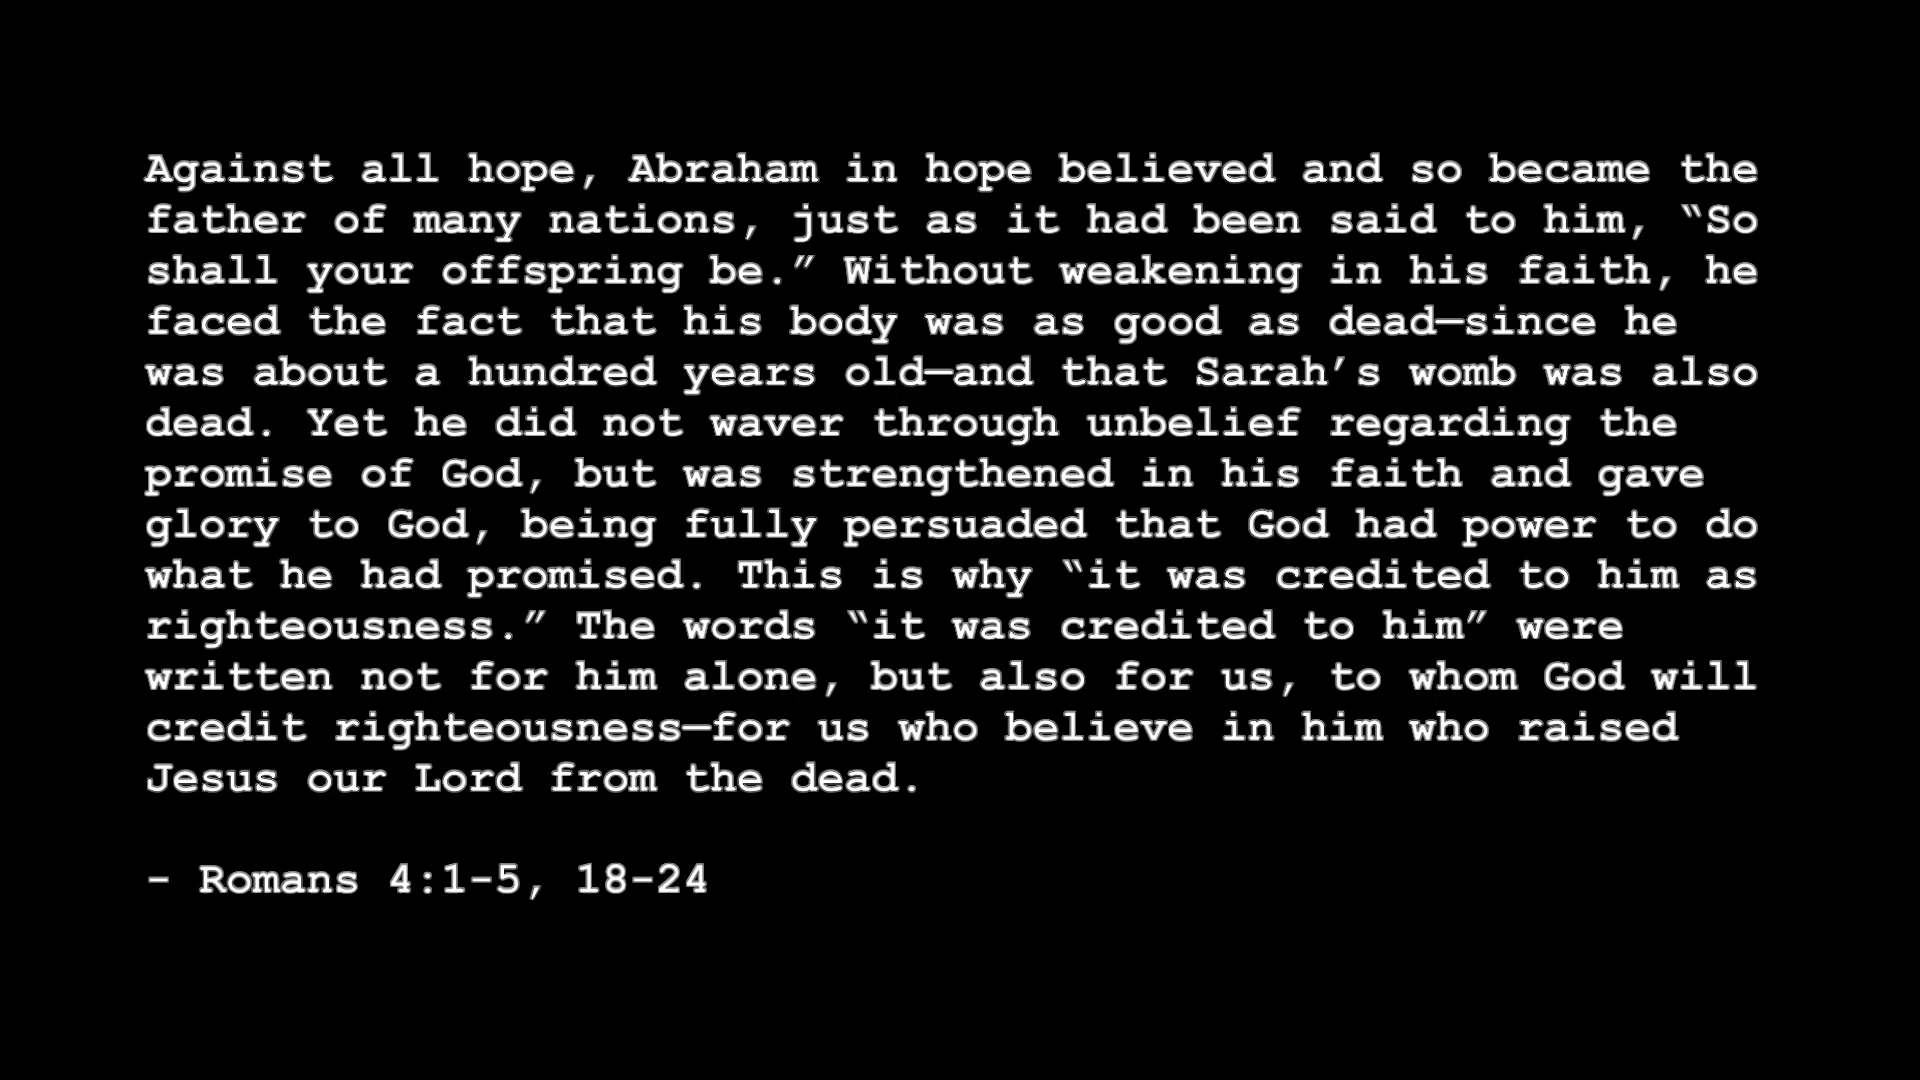 Against all hope, Abraham in hope believed and so became the
father of many nations, just as it had been said to him, “So
shall your offspring be.” Without weakening in his faith, he
faced the fact that his body was as good as dead—since he
was about a hundred years old—and that Sarah’s womb was also
dead. Yet he did not waver through unbelief regarding the
promise of God, but was strengthened in his faith and gave
glory to God, being fully persuaded that God had power to do
what he had promised. This is why “it was credited to him as
righteousness.” The words “it was credited to him” were
written not for him alone, but also for us, to whom God will
credit righteousness—for us who believe in him who raised
Jesus our Lord from the dead.
- Romans 4:1-5, 18-24